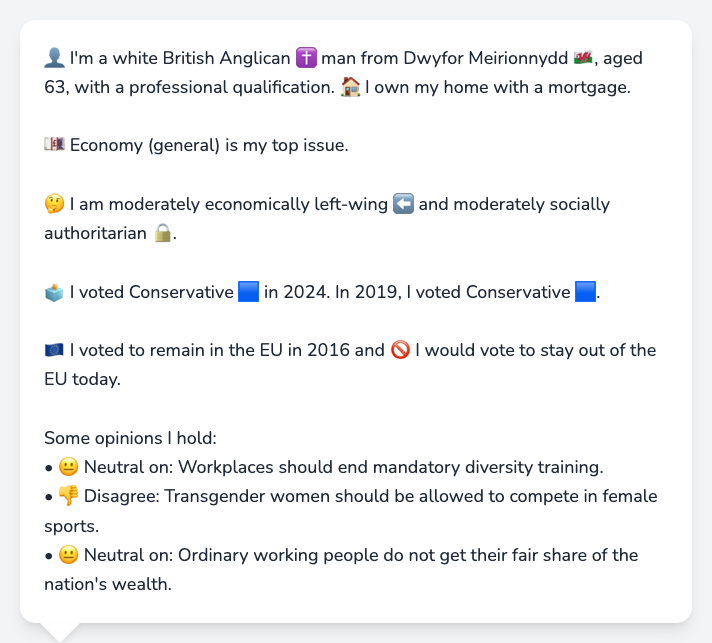 👤 I'm a white British Anglican ✝️ man from Dwyfor Meirionnydd 🏴󠁧󠁢󠁷󠁬󠁳󠁿, aged
63, with a professional qualification. 🏠 I own my home with a mortgage.
💷 Economy (general) is my top issue.
🤔 I am moderately economically left-wing ⬅️ and moderately socially
authoritarian 🔒.
🗳️ I voted Conservative 🟦 in 2024. In 2019, I voted Conservative 🟦.
🇪🇺 I voted to remain in the EU in 2016 and 🚫 I would vote to stay out of the
EU today.
Some opinions I hold:
• 😐 Neutral on: Workplaces should end mandatory diversity training.
• 👎 Disagree: Transgender women should be allowed to compete in female
sports.
• 😐 Neutral on: Ordinary working people do not get their fair share of the
nation's wealth.